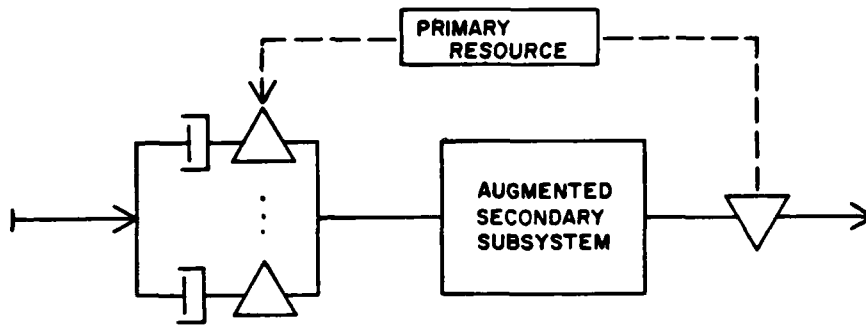 PRIMARY
RESOURCE
AUGMENTED
SECONDARY
SUBSYSTEM